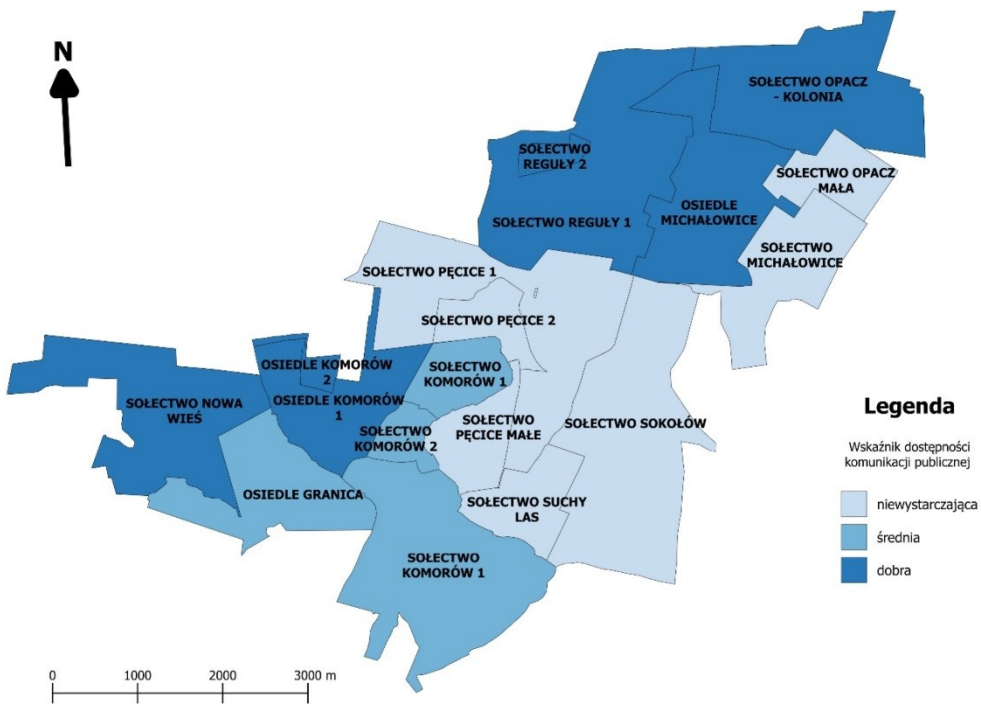 N
SOŁECTWO OPACZ
- KOLONIA
SOŁECTWO
REGUŁY 2
SOŁECTWO OPACZ
MAŁA
OSIEDLE
MICHAŁOWICE
SOŁECTWO REGUŁY 1
SOŁECTWO
MICHAŁOWICE
SOŁECTWO PĘCICE 1
SOŁECTWO PĘCICE 2
OSIEDLE KOMORÓW
2
SOŁECTWO
KOMORÓW 1
SOŁECTWO NOWA
WIEŚ
OSIEDLE KOMORÓW
1
SOŁECTWO
KOMORÓW 2
SOŁECTWO
PĘCICE MAŁE
SOŁECTWO SOKOŁÓW
OSIEDLE GRANICA
SOŁECTWO SUCHY
LAS
SOŁECTWO
KOMORÓW 1
Legenda
Wskaźnik dostępności
komunikacji publicznej
niewystarczająca
średnia
dobra
0 1000 2000 3000 m